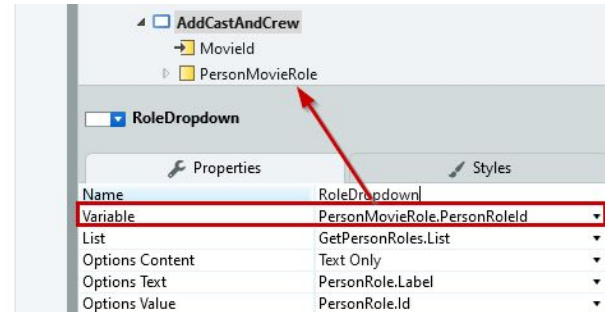 AddCastAndCrew
MovieId
PersonMovieRole
RoleDropdown
Properties
Styles
Name RoleDropdown
Variable PersonMovieRole.PersonRoleId
List GetPersonRoles.List
Options Content Text Only
Options Text PersonRole.Label
Options Value PersonRole.Id